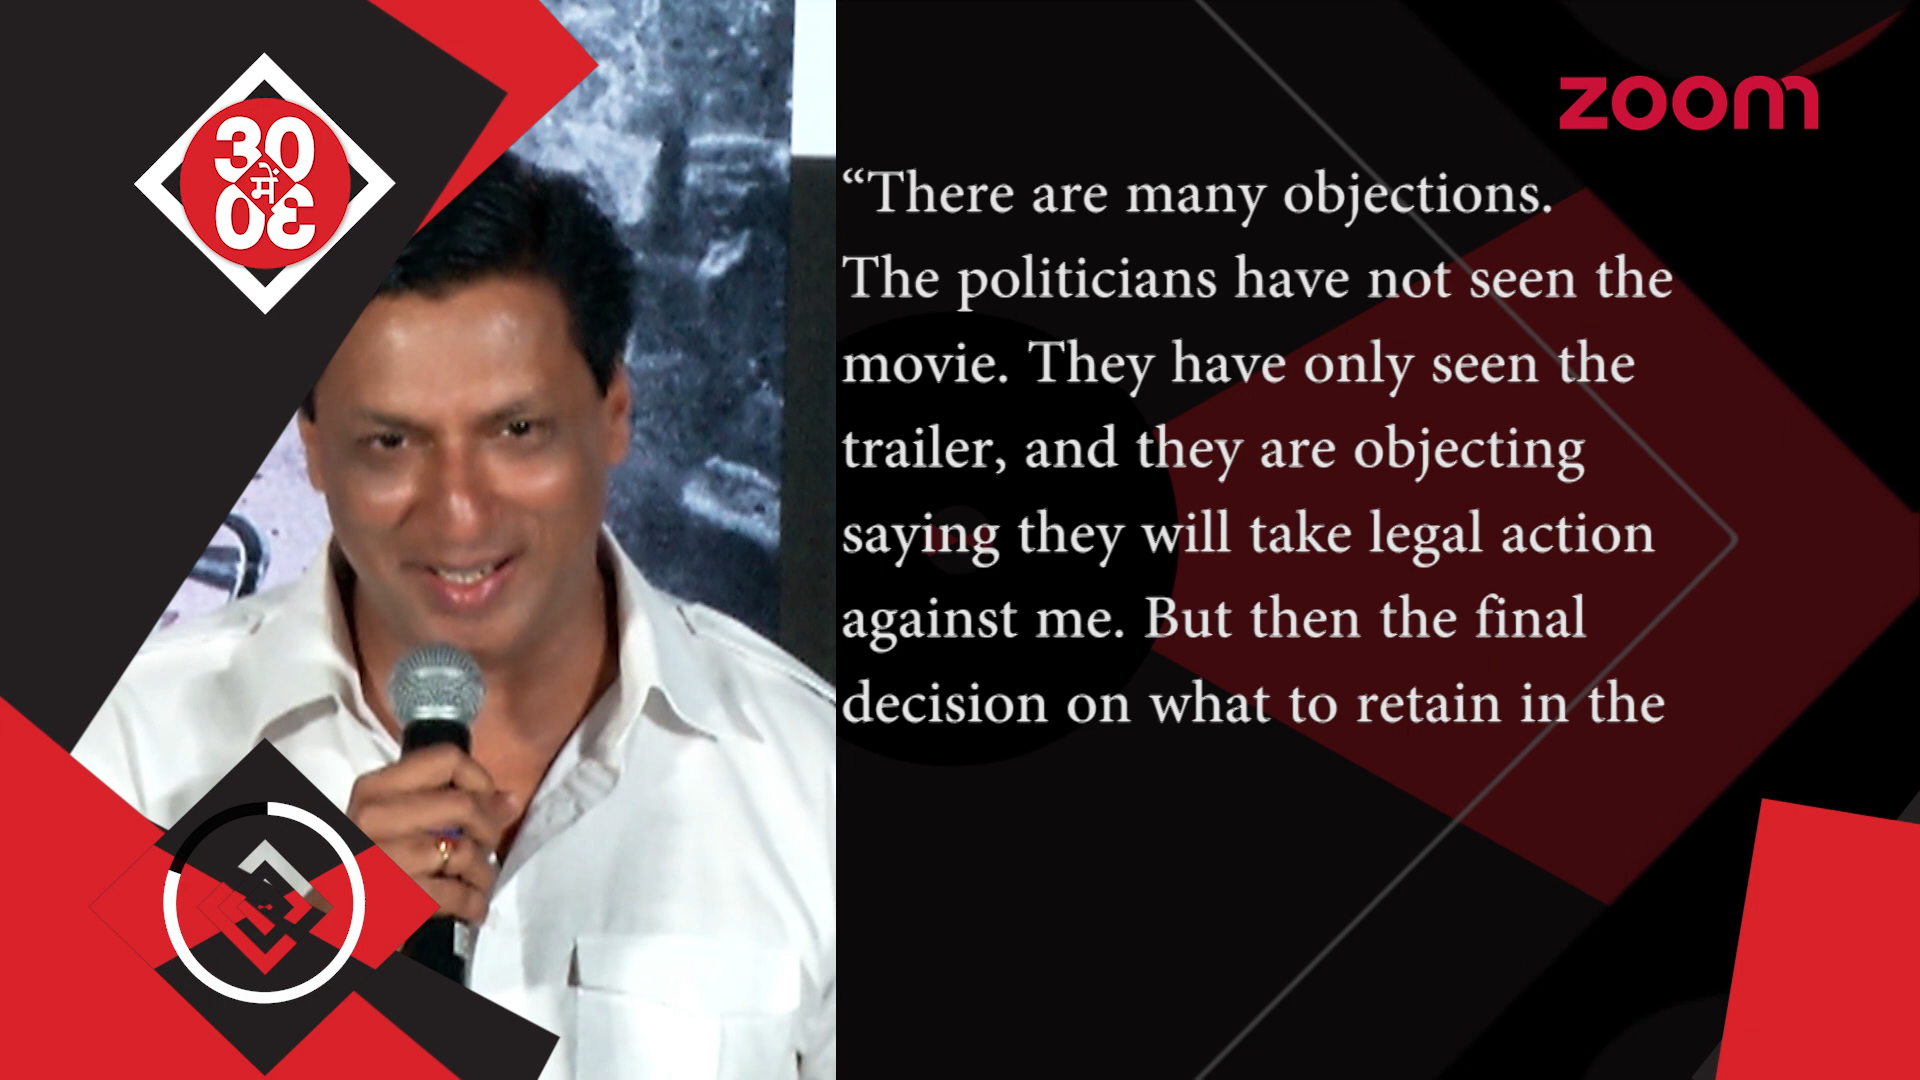 30
में
30
zoom
“There are many objections.
The politicians have not seen the
movie. They have only seen the
trailer, and they are objecting
saying they will take legal action
against me. But then the final
decision on what to retain in the